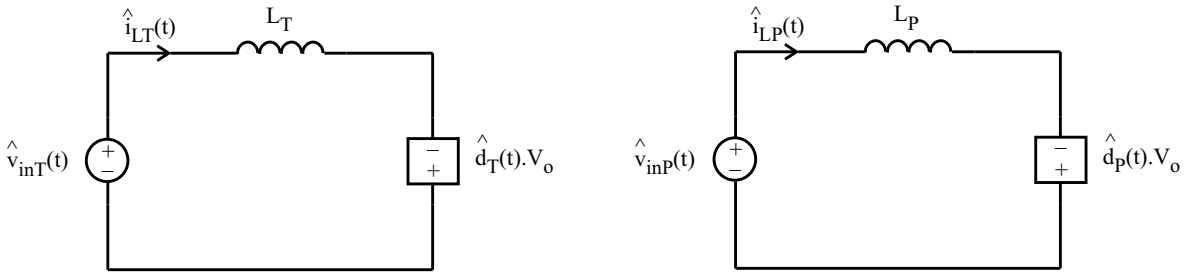 î_LT(t) L_T
v̂_inT(t) + − − + d̂_T(t).V_o
î_LP(t) L_P
v̂_inP(t) + − − + d̂_P(t).V_o